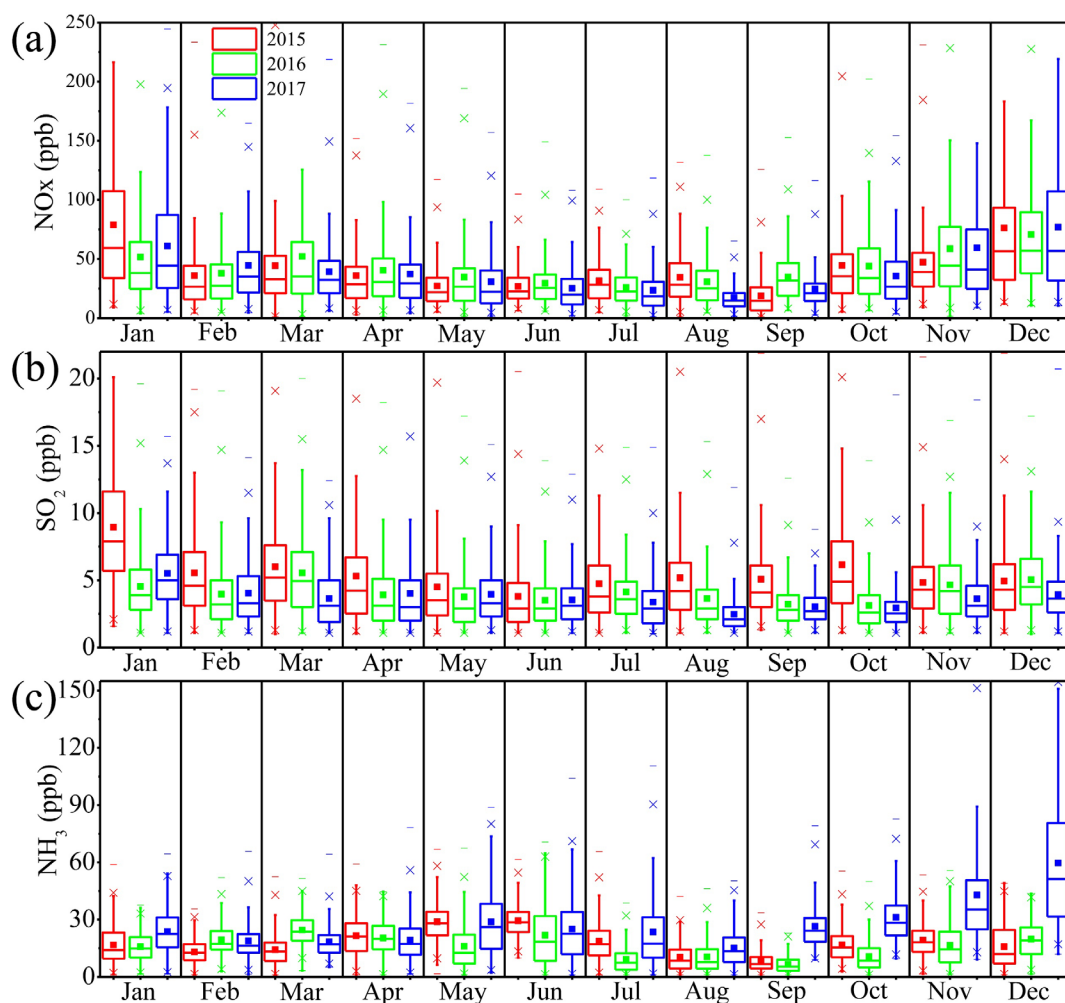 (a)
NOx (ppb)
250
200
150
100
50
0
2015
2016
2017
Jan Feb Mar Apr May Jun Jul Aug Sep Oct Nov Dec
(b)
SO₂ (ppb)
20
15
10
5
0
Jan Feb Mar Apr May Jun Jul Aug Sep Oct Nov Dec
(c)
NH₃ (ppb)
150
120
90
60
30
0
Jan Feb Mar Apr May Jun Jul Aug Sep Oct Nov Dec